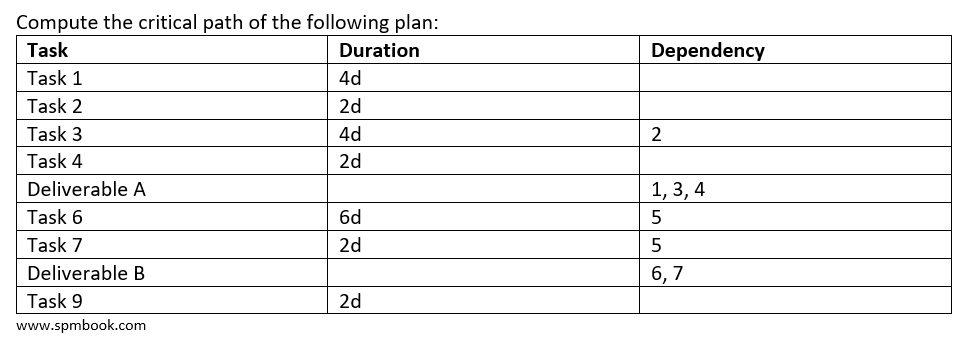 Compute the critical path of the following plan:
Task Duration Dependency
Task 1 4d
Task 2 2d
Task 3 4d 2
Task 4 2d
Deliverable A 1, 3, 4
Task 6 6d 5
Task 7 2d 5
Deliverable B 6, 7
Task 9 2d
www.spmbook.com